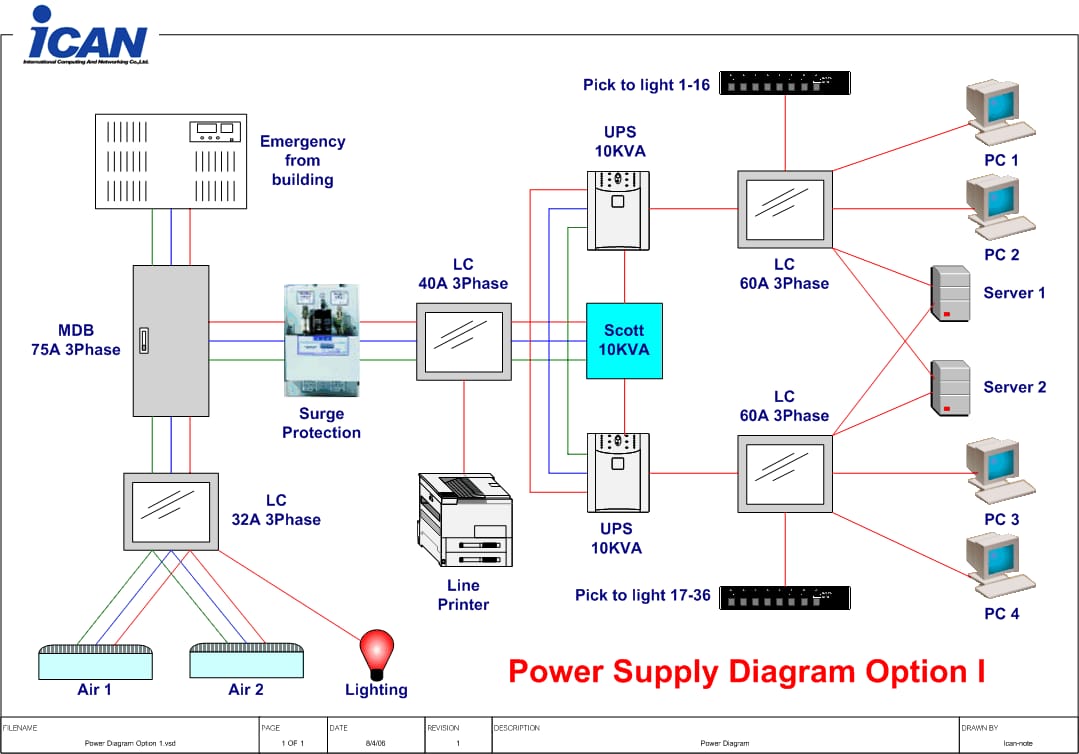 iCAN
International Computing And Networking Co.,Ltd.
Pick to light 1-16
UPS
10KVA
Emergency
from
building
PC 1
PC 2
LC
40A 3Phase
LC
60A 3Phase
Server 1
MDB
75A 3Phase
Scott
10KVA
Surge
Protection
LC
60A 3Phase
Server 2
LC
32A 3Phase
UPS
10KVA
PC 3
Line
Printer
Pick to light 17-36
PC 4
Power Supply Diagram Option I
Air 1
Air 2
Lighting
FILENAME
Power Diagram Option 1.vsd
PAGE
1 OF 1
DATE
8/4/06
REVISION
1
DESCRIPTION
Power Diagram
DRAWN BY
Ican-note